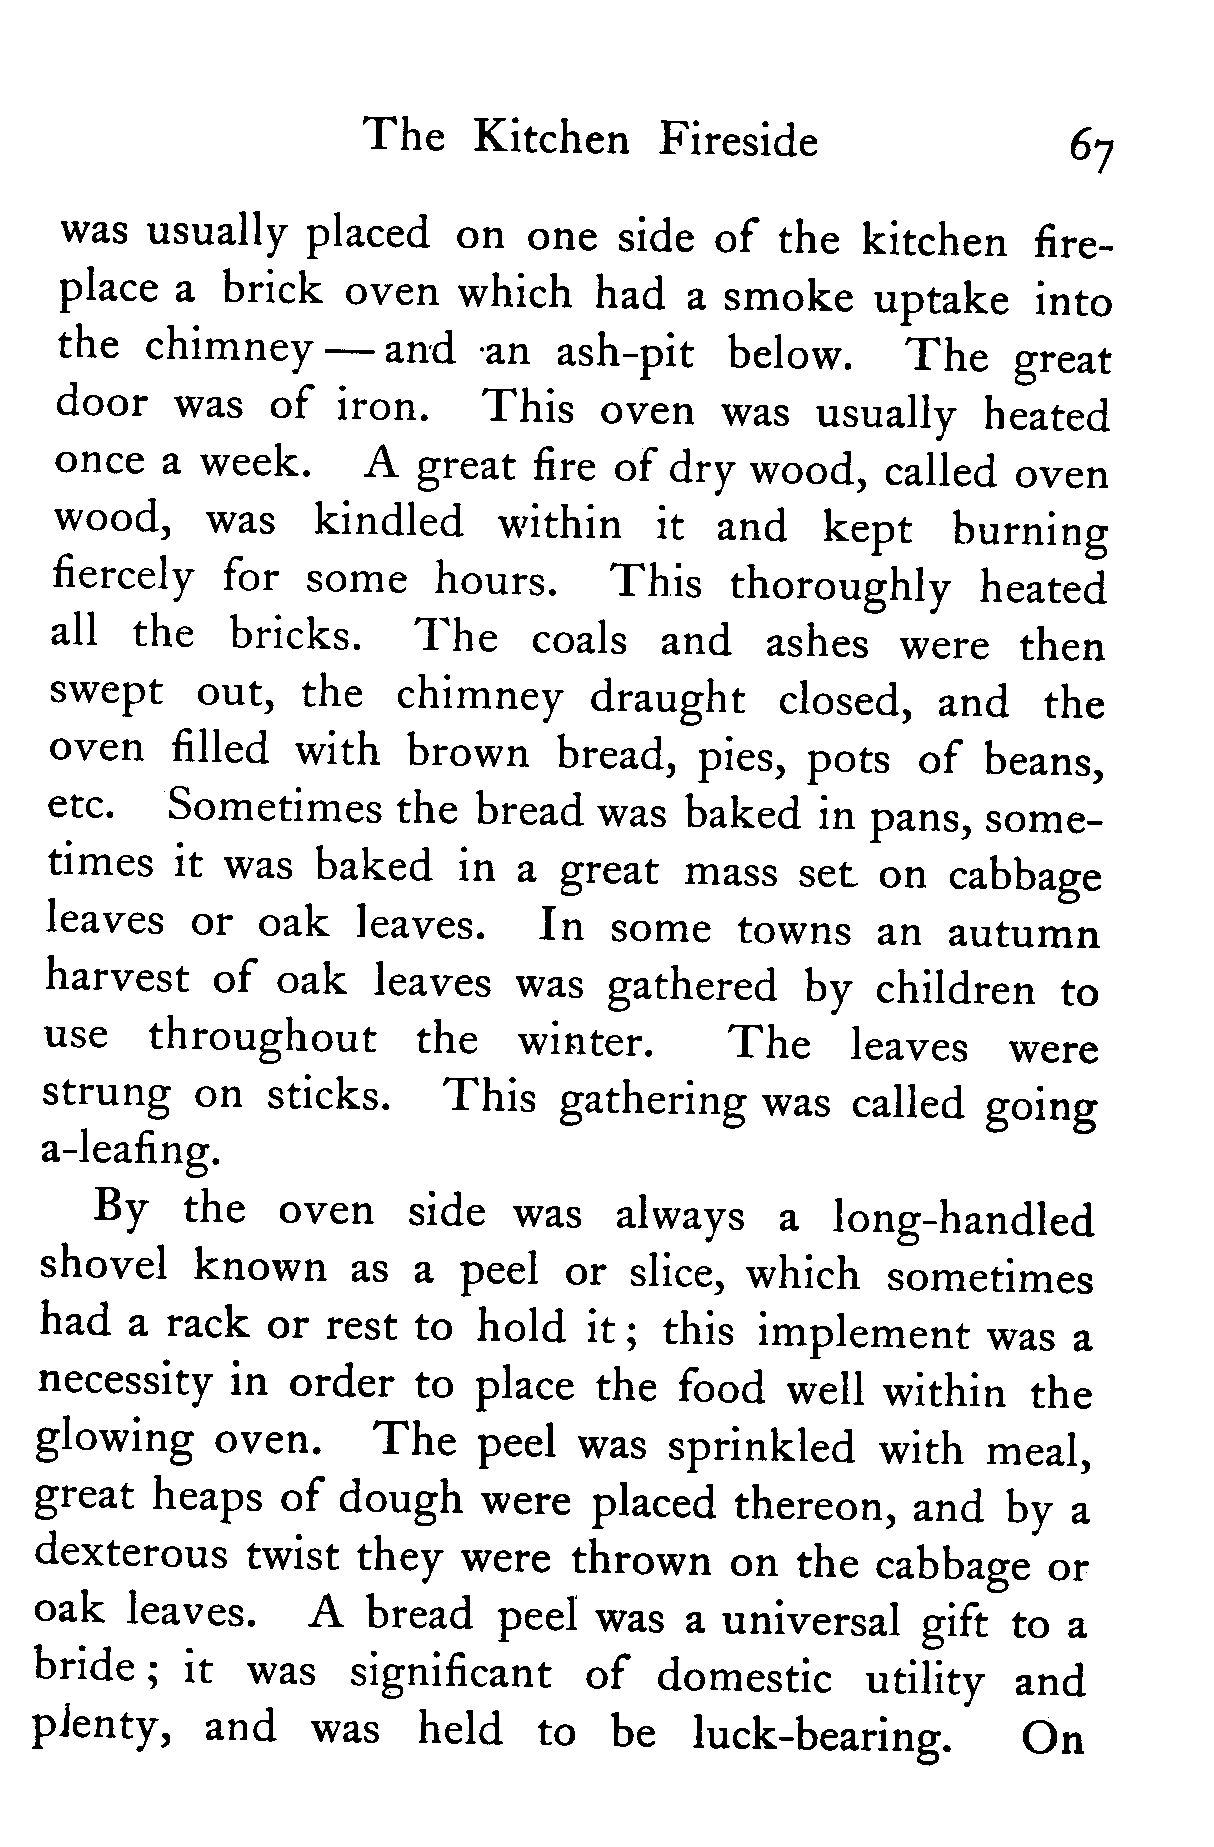 The Kitchen Fireside 67
was usually placed on one side of the kitchen fire-
place a brick oven which had a smoke uptake into
the chimney — and an ash-pit below. The great
door was of iron. This oven was usually heated
once a week. A great fire of dry wood, called oven
wood, was kindled within it and kept burning
fiercely for some hours. This thoroughly heated
all the bricks. The coals and ashes were then
swept out, the chimney draught closed, and the
oven filled with brown bread, pies, pots of beans,
etc. Sometimes the bread was baked in pans, some-
times it was baked in a great mass set on cabbage
leaves or oak leaves. In some towns an autumn
harvest of oak leaves was gathered by children to
use throughout the winter. The leaves were
strung on sticks. This gathering was called going
a-leafing.
By the oven side was always a long-handled
shovel known as a peel or slice, which sometimes
had a rack or rest to hold it; this implement was a
necessity in order to place the food well within the
glowing oven. The peel was sprinkled with meal,
great heaps of dough were placed thereon, and by a
dexterous twist they were thrown on the cabbage or
oak leaves. A bread peel was a universal gift to a
bride; it was significant of domestic utility and
plenty, and was held to be luck-bearing. On